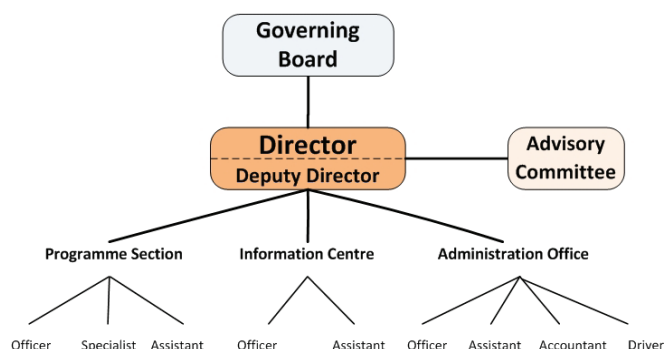 Governing
Board
Director
Deputy Director
Advisory
Committee
Programme Section
Information Centre
Administration Office
Officer
Specialist
Assistant
Officer
Assistant
Officer
Assistant
Accountant
Driver